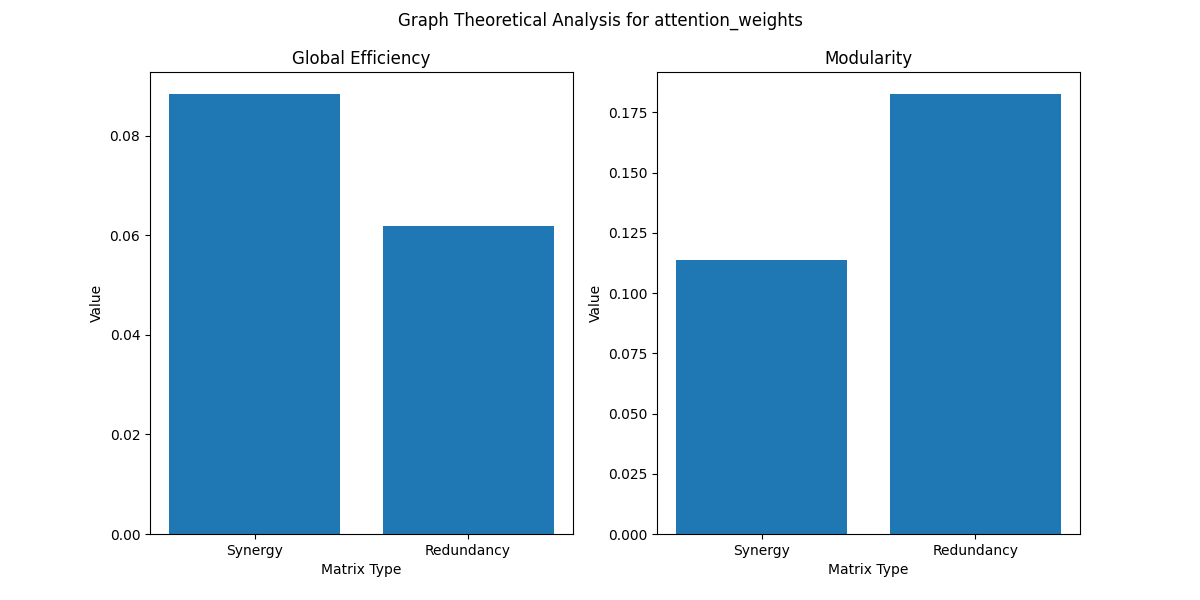 Graph Theoretical Analysis for attention_weights
Global Efficiency
Value
0.08
0.06
0.04
0.02
0.00
Synergy
Redundancy
Matrix Type
Modularity
Value
0.175
0.150
0.125
0.100
0.075
0.050
0.025
0.000
Synergy
Redundancy
Matrix Type